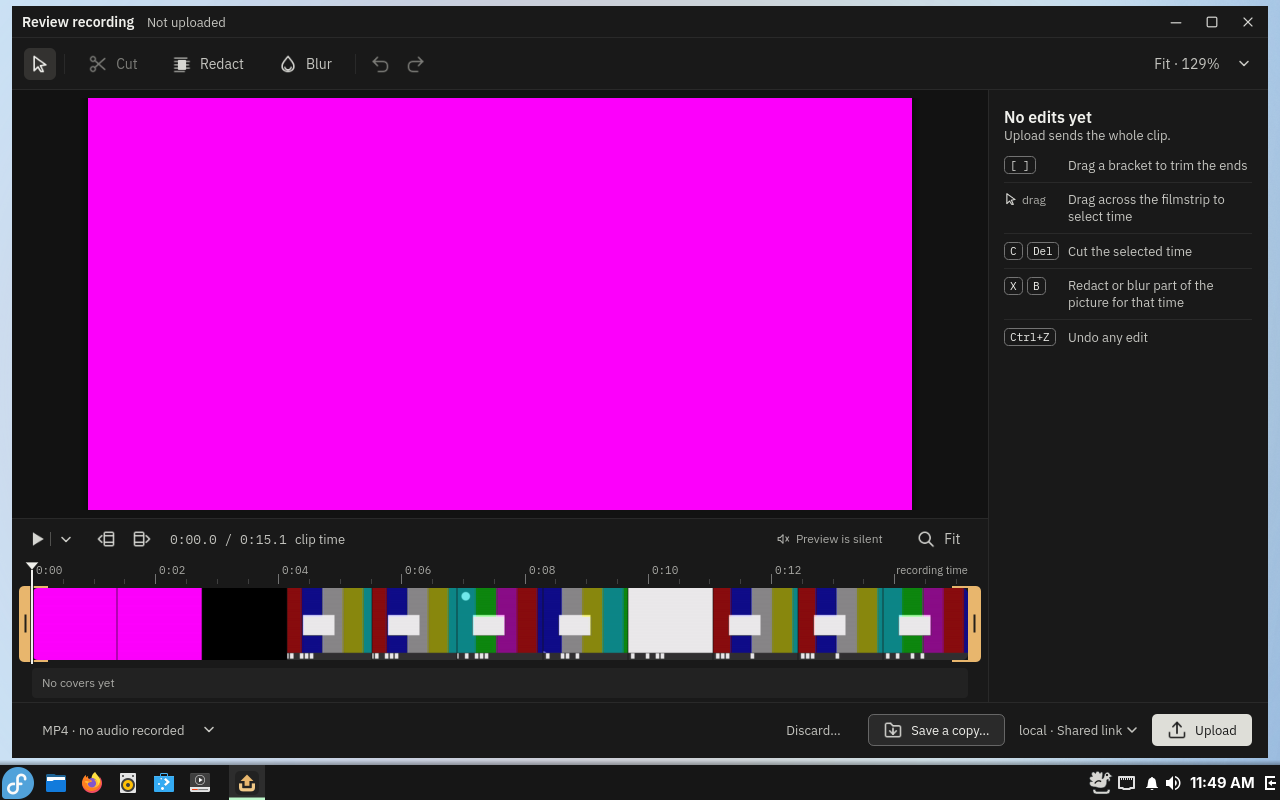 Review recording Not uploaded
Cut Redact Blur Fit · 129%
No edits yet
Upload sends the whole clip.
[ ] Drag a bracket to trim the ends
drag Drag across the filmstrip to
select time
C Del Cut the selected time
X B Redact or blur part of the
picture for that time
Ctrl+Z Undo any edit
0:00.0 / 0:15.1 clip time Preview is silent Fit
0:00 0:02 0:04 0:06 0:08 0:10 0:12 recording time
No covers yet
MP4 · no audio recorded Discard... Save a copy... local · Shared link Upload
11:49 AM